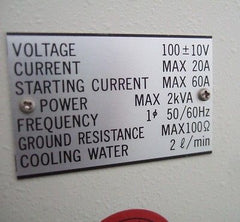 VOLTAGE 100±10V
CURRENT MAX 20A
STARTING CURRENT MAX 60A
POWER MAX 2kVA
FREQUENCY 1ϕ 50/60Hz
GROUND RESISTANCE MAX100Ω
COOLING WATER 2ℓ/min